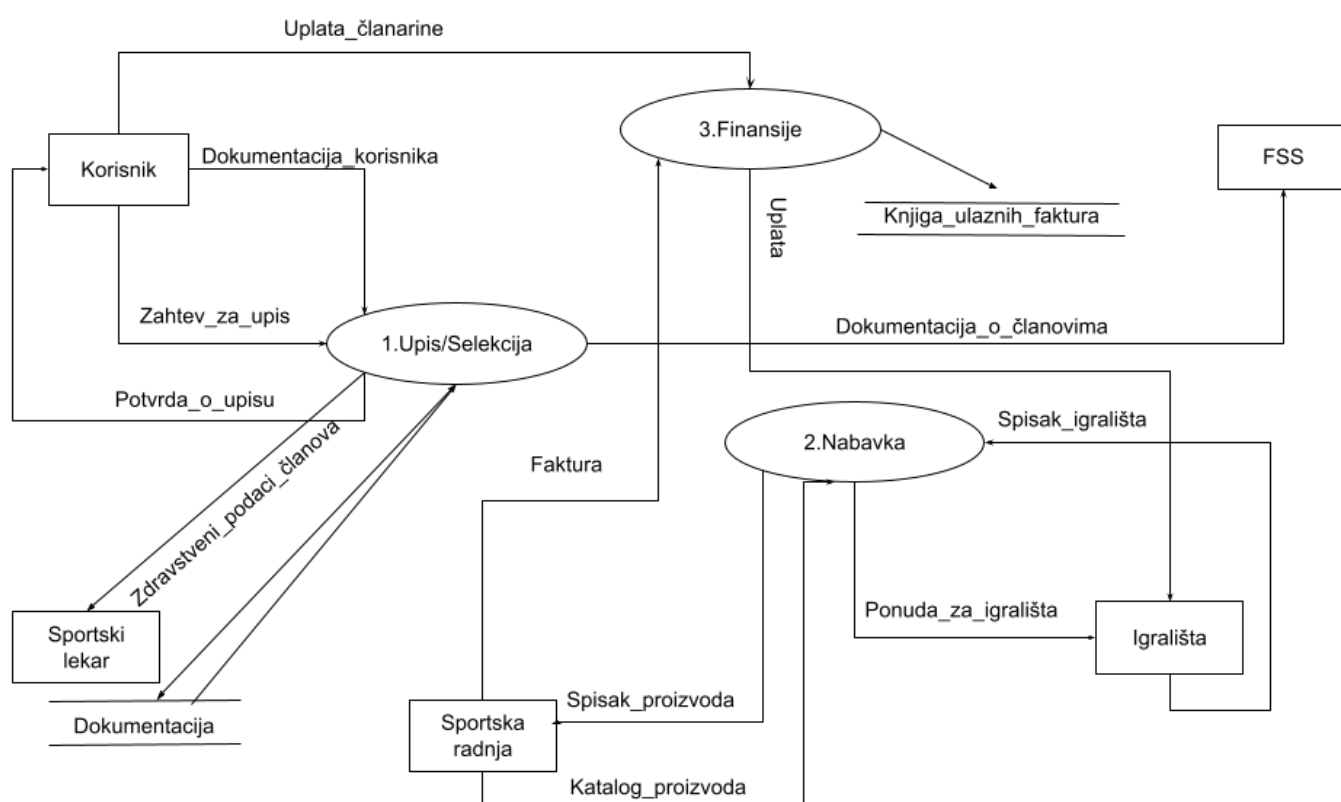 Uplata_članarine
3.Finansije
Korisnik
Dokumentacija_korisnika
FSS
Knjiga_ulaznih_faktura
Uplata
Zahtev_za_upis
Dokumentacija_o_članovima
1.Upis/Selekcija
Potvrda_o_upisu
Spisak_igrališta
2.Nabavka
Faktura
Zdravstveni_podaci_članova
Ponuda_za_igrališta
Igrališta
Sportski
lekar
Spisak_proizvoda
Dokumentacija
Sportska
radnja
Katalog_proizvoda